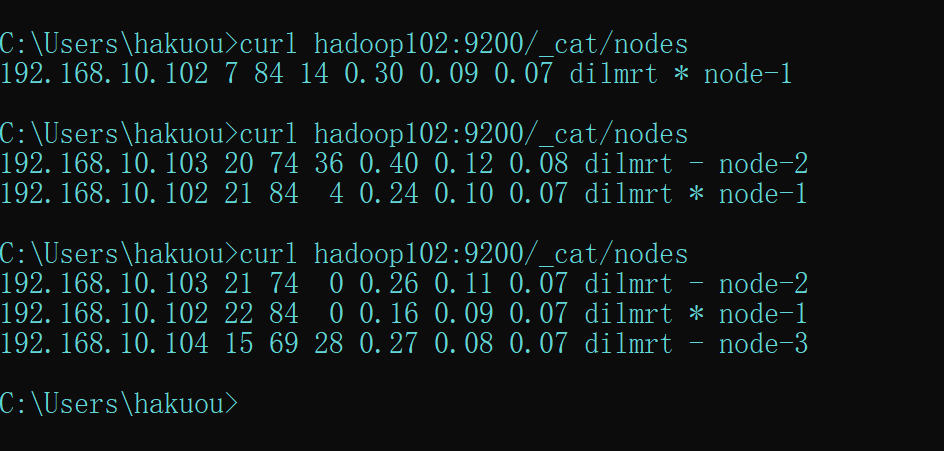 C:\Users\hakuou>curl hadoop102:9200/_cat/nodes
192.168.10.102 7 84 14 0.30 0.09 0.07 dilmrt * node-1
C:\Users\hakuou>curl hadoop102:9200/_cat/nodes
192.168.10.103 20 74 36 0.40 0.12 0.08 dilmrt - node-2
192.168.10.102 21 84  4 0.24 0.10 0.07 dilmrt * node-1
C:\Users\hakuou>curl hadoop102:9200/_cat/nodes
192.168.10.103 21 74  0 0.26 0.11 0.07 dilmrt - node-2
192.168.10.102 22 84  0 0.16 0.09 0.07 dilmrt * node-1
192.168.10.104 15 69 28 0.27 0.08 0.07 dilmrt - node-3
C:\Users\hakuou>